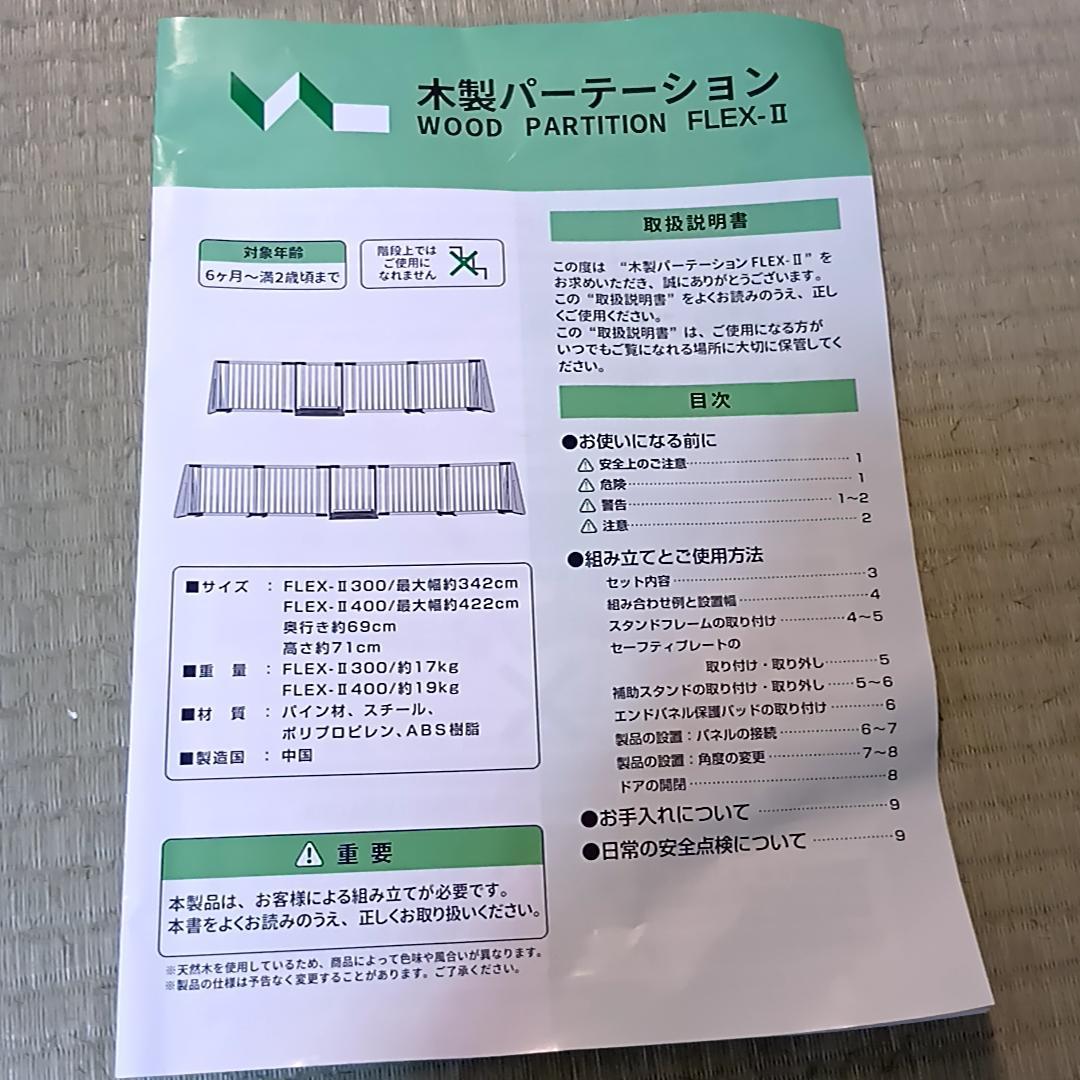 木製パーテーション
WOOD PARTITION FLEX-Ⅱ
対象年齢
6ヶ月〜満2歳頃まで
階段上では
ご使用に
なれません
■サイズ : FLEX-Ⅱ300/最大幅約342cm
FLEX-Ⅱ400/最大幅約422cm
奥行き約69cm
高さ約71cm
■重 量 : FLEX-Ⅱ300/約17kg
FLEX-Ⅱ400/約19kg
■材 質 : パイン材、スチール、
ポリプロピレン、ABS樹脂
■製造国 : 中国
重要
本製品は、お客様による組み立てが必要です。
本書をよくお読みのうえ、正しくお取り扱いください。
※天然木を使用しているため、商品によって色味や風合いが異なります。
※製品の仕様は予告なく変更することがあります。ご了承ください。
取扱説明書
この度は “木製パーテーション FLEX-Ⅱ” を
お求めいただき、誠にありがとうございます。
この “取扱説明書” をよくお読みのうえ、正し
くご使用ください。
この “取扱説明書” は、ご使用になる方が
いつでもご覧になれる場所に大切に保管してく
ださい。
目次
●お使いになる前に
安全上のご注意 1
危険 1
警告 1〜2
注意 2
●組み立てとご使用方法
セット内容 3
組み合わせ例と設置幅 4
スタンドフレームの取り付け 4〜5
セーフティプレートの
取り付け・取り外し 5
補助スタンドの取り付け・取り外し 5〜6
エンドパネル保護パッドの取り付け 6
製品の設置：パネルの接続 6〜7
製品の設置：角度の変更 7〜8
ドアの開閉 8
●お手入れについて 9
●日常の安全点検について 9